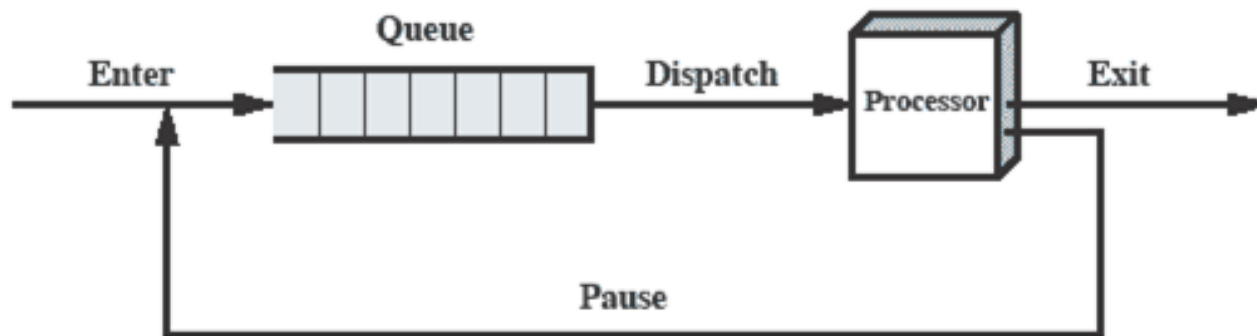 Queue
Enter
Dispatch
Processor
Exit
Pause